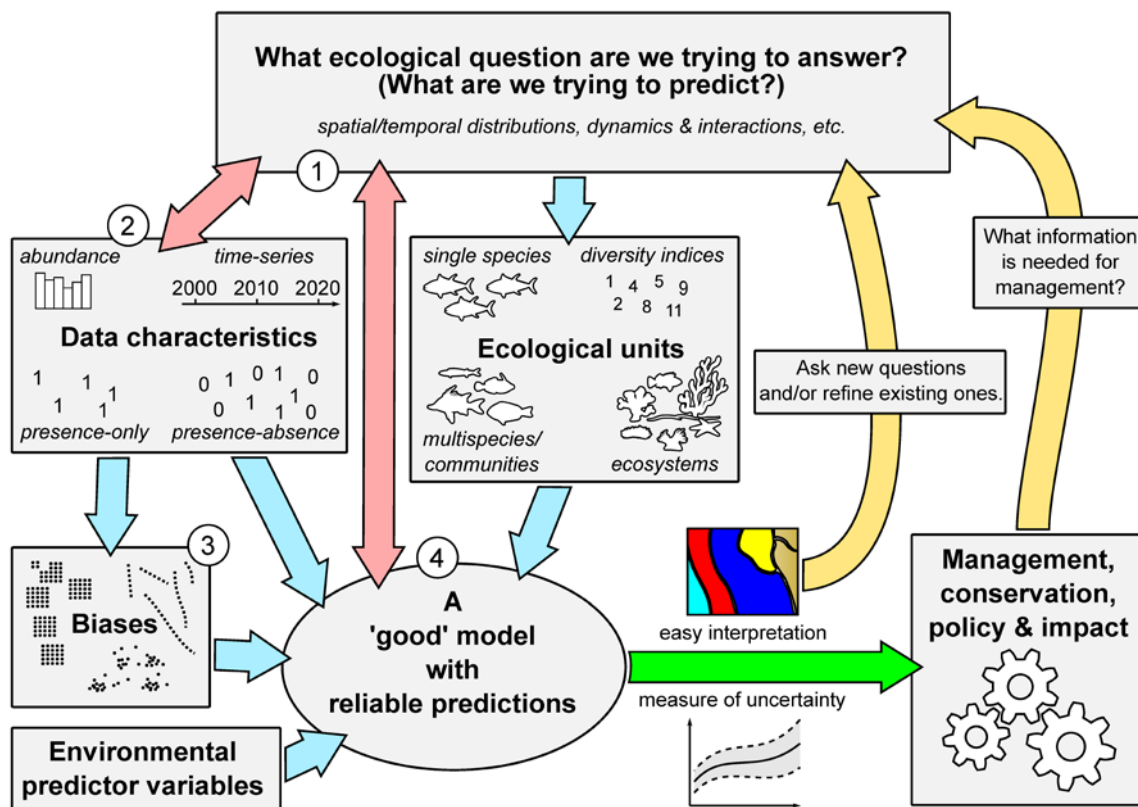 What ecological question are we trying to answer?
(What are we trying to predict?)
spatial/temporal distributions, dynamics & interactions, etc.
1
2
abundance
time-series
2000 2010 2020
Data characteristics
1 1 1 1 1 1
0 0 1 0 1 0 1 0 1 0
presence-only
presence-absence
single species
diversity indices
1 4 5 9
2 8 11
Ecological units
multispecies/
communities
ecosystems
What information
is needed for
management?
Ask new questions
and/or refine existing ones.
3
Biases
4
A
'good' model
with
reliable predictions
easy interpretation
measure of uncertainty
Management,
conservation,
policy & impact
Environmental
predictor variables